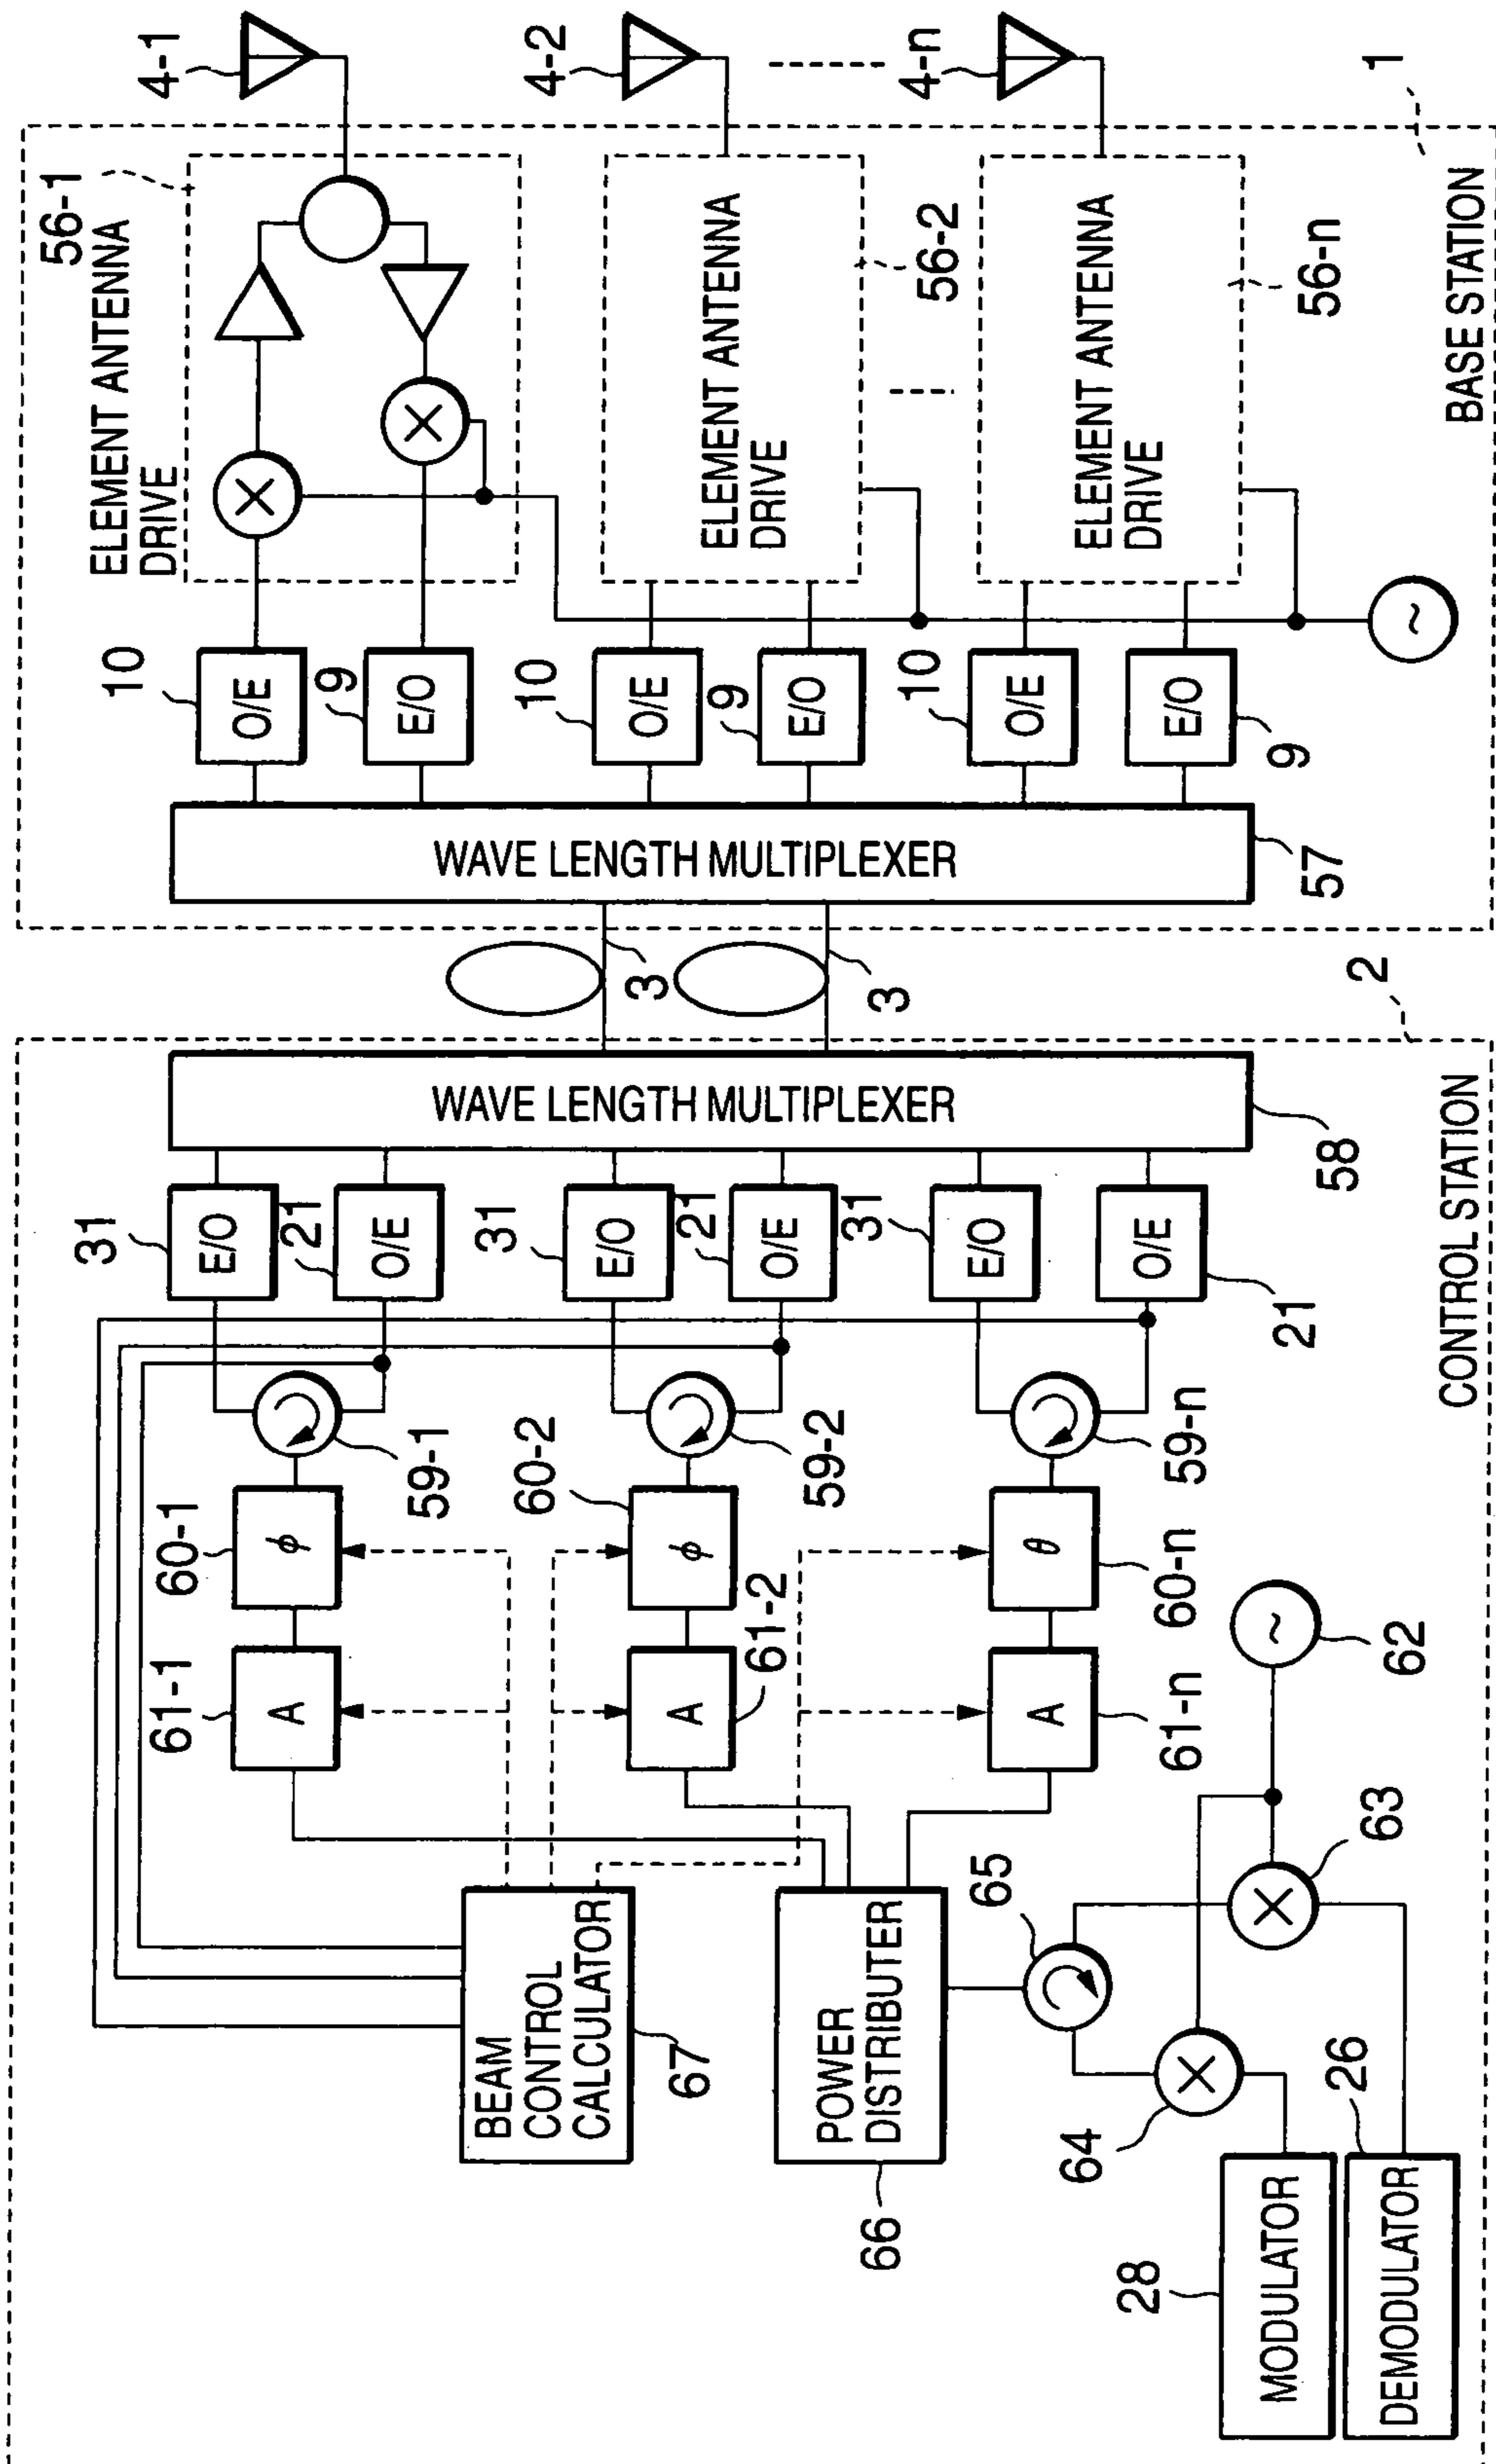 4-1
4-2
4-n
1
56-1
ELEMENT ANTENNA
DRIVE
ELEMENT ANTENNA
DRIVE
56-2
ELEMENT ANTENNA
DRIVE
56-n
BASE STATION
10
O/E
9
E/O
10
O/E
9
E/O
10
O/E
E/O
9
~
WAVE LENGTH MULTIPLEXER
57
3
3
2
WAVE LENGTH MULTIPLEXER
58
CONTROL STATION
31
E/O
21
O/E
31
E/O
21
O/E
31
E/O
O/E
21
59-1
59-2
59-n
60-1
ϕ
60-2
ϕ
θ
60-n
61-1
A
A
61-2
A
61-n
~
62
63
65
64
BEAM
CONTROL
CALCULATOR
67
POWER
DISTRIBUTER
66
28
MODULATOR
26
DEMODULATOR